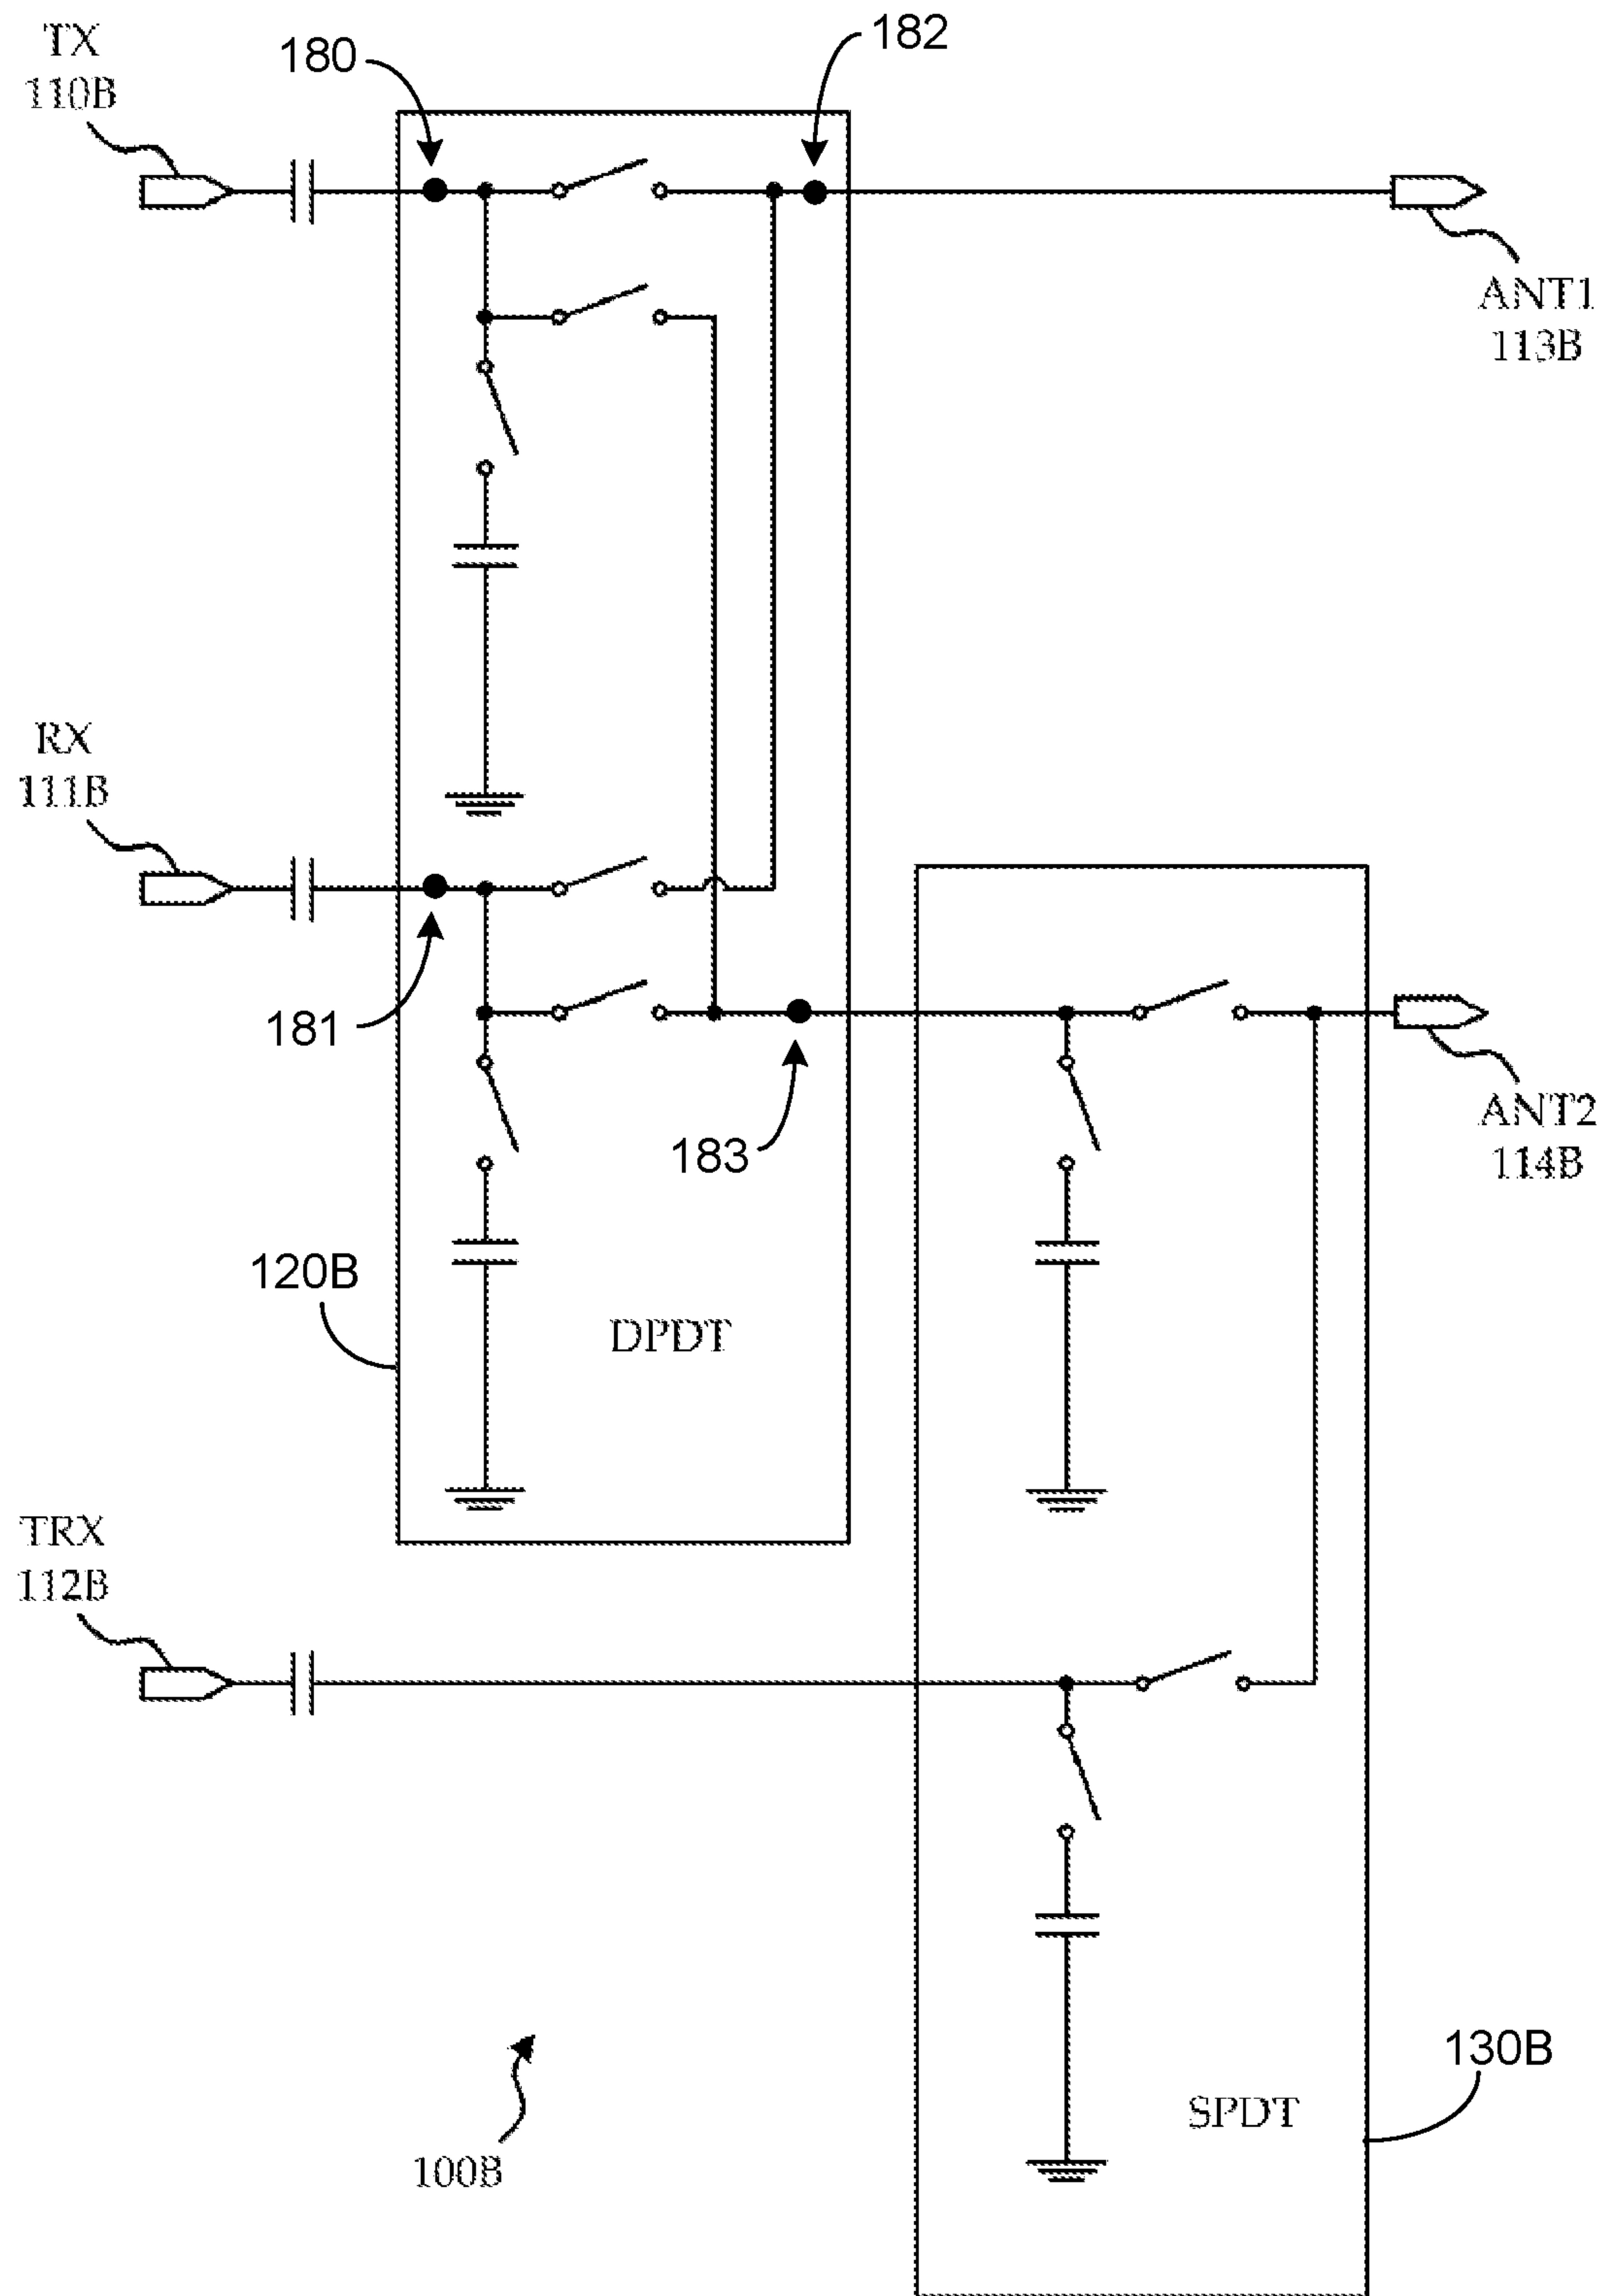 TX
110B
180
182
ANT1
113B
RX
111B
181
183
ANT2
114B
120B
DPDT
TRX
112B
130B
SPDT
100B